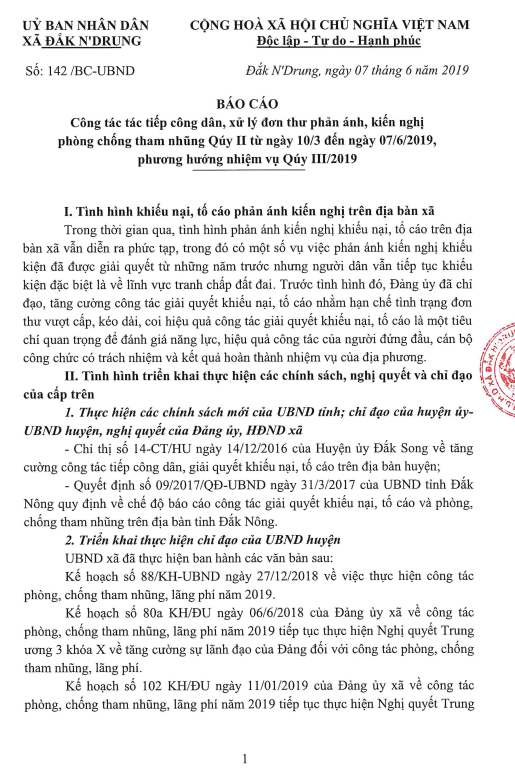 UỶ BAN NHÂN DÂN
XÃ ĐẮK N'DRUNG
CỘNG HOÀ XÃ HỘI CHỦ NGHĨA VIỆT NAM
Độc lập - Tự do - Hạnh phúc
Số: 142 /BC-UBND
Đắk N'Drung, ngày 07 tháng 6 năm 2019
BÁO CÁO
Công tác tác tiếp công dân, xử lý đơn thư phản ánh, kiến nghị
phòng chống tham nhũng Qúy II từ ngày 10/3 đến ngày 07/6/2019,
phương hướng nhiệm vụ Qúy III/2019
I. Tình hình khiếu nại, tố cáo phản ánh kiến nghị trên địa bàn xã
Trong thời gian qua, tình hình phản ánh kiến nghị khiếu nại, tố cáo trên địa
bàn xã vẫn diễn ra phức tạp, trong đó có một số vụ việc phản ánh kiến nghị khiếu
kiện đã được giải quyết từ những năm trước nhưng người dân vẫn tiếp tục khiếu
kiện đặc biệt là về lĩnh vực tranh chấp đất đai. Trước tình hình đó, Đảng ủy đã chỉ
đạo, tăng cường công tác giải quyết khiếu nại, tố cáo nhằm hạn chế tình trạng đơn
thư vượt cấp, kéo dài, coi hiệu quả công tác giải quyết khiếu nại, tố cáo là một tiêu
chí quan trọng để đánh giá năng lực, hiệu quả công tác của người đứng đầu, cán bộ
công chức có trách nhiệm và kết quả hoàn thành nhiệm vụ của địa phương.
II. Tình hình triển khai thực hiện các chính sách, nghị quyết và chỉ đạo
của cấp trên
1. Thực hiện các chính sách mới của UBND tỉnh; chỉ đạo của huyện ủy-
UBND huyện, nghị quyết của Đảng ủy, HĐND xã
- Chỉ thị số 14-CT/HU ngày 14/12/2016 của Huyện ủy Đắk Song về tăng
cường công tác tiếp công dân, giải quyết khiếu nại, tố cáo trên địa bàn huyện;
- Quyết định số 09/2017/QĐ-UBND ngày 31/3/2017 của UBND tỉnh Đắk
Nông quy định về chế độ báo cáo công tác giải quyết khiếu nại, tố cáo và phòng,
chống tham nhũng trên địa bàn tỉnh Đắk Nông.
2. Triển khai thực hiện chỉ đạo của UBND huyện
UBND xã đã thực hiện ban hành các văn bản sau:
Kế hoạch số 88/KH-UBND ngày 27/12/2018 về việc thực hiện công tác
phòng, chống tham nhũng, lãng phí năm 2019.
Kế hoạch số 80a KH/ĐU ngày 06/6/2018 của Đảng ủy xã về công tác
phòng, chống tham nhũng, lãng phí năm 2019 tiếp tục thực hiện Nghị quyết Trung
ương 3 khóa X về tăng cường sự lãnh đạo của Đảng đối với công tác phòng, chống
tham nhũng, lãng phí.
Kế hoạch số 102 KH/ĐU ngày 11/01/2019 của Đảng ủy xã về công tác
phòng, chống tham nhũng, lãng phí năm 2019 tiếp tục thực hiện Nghị quyết Trung
1